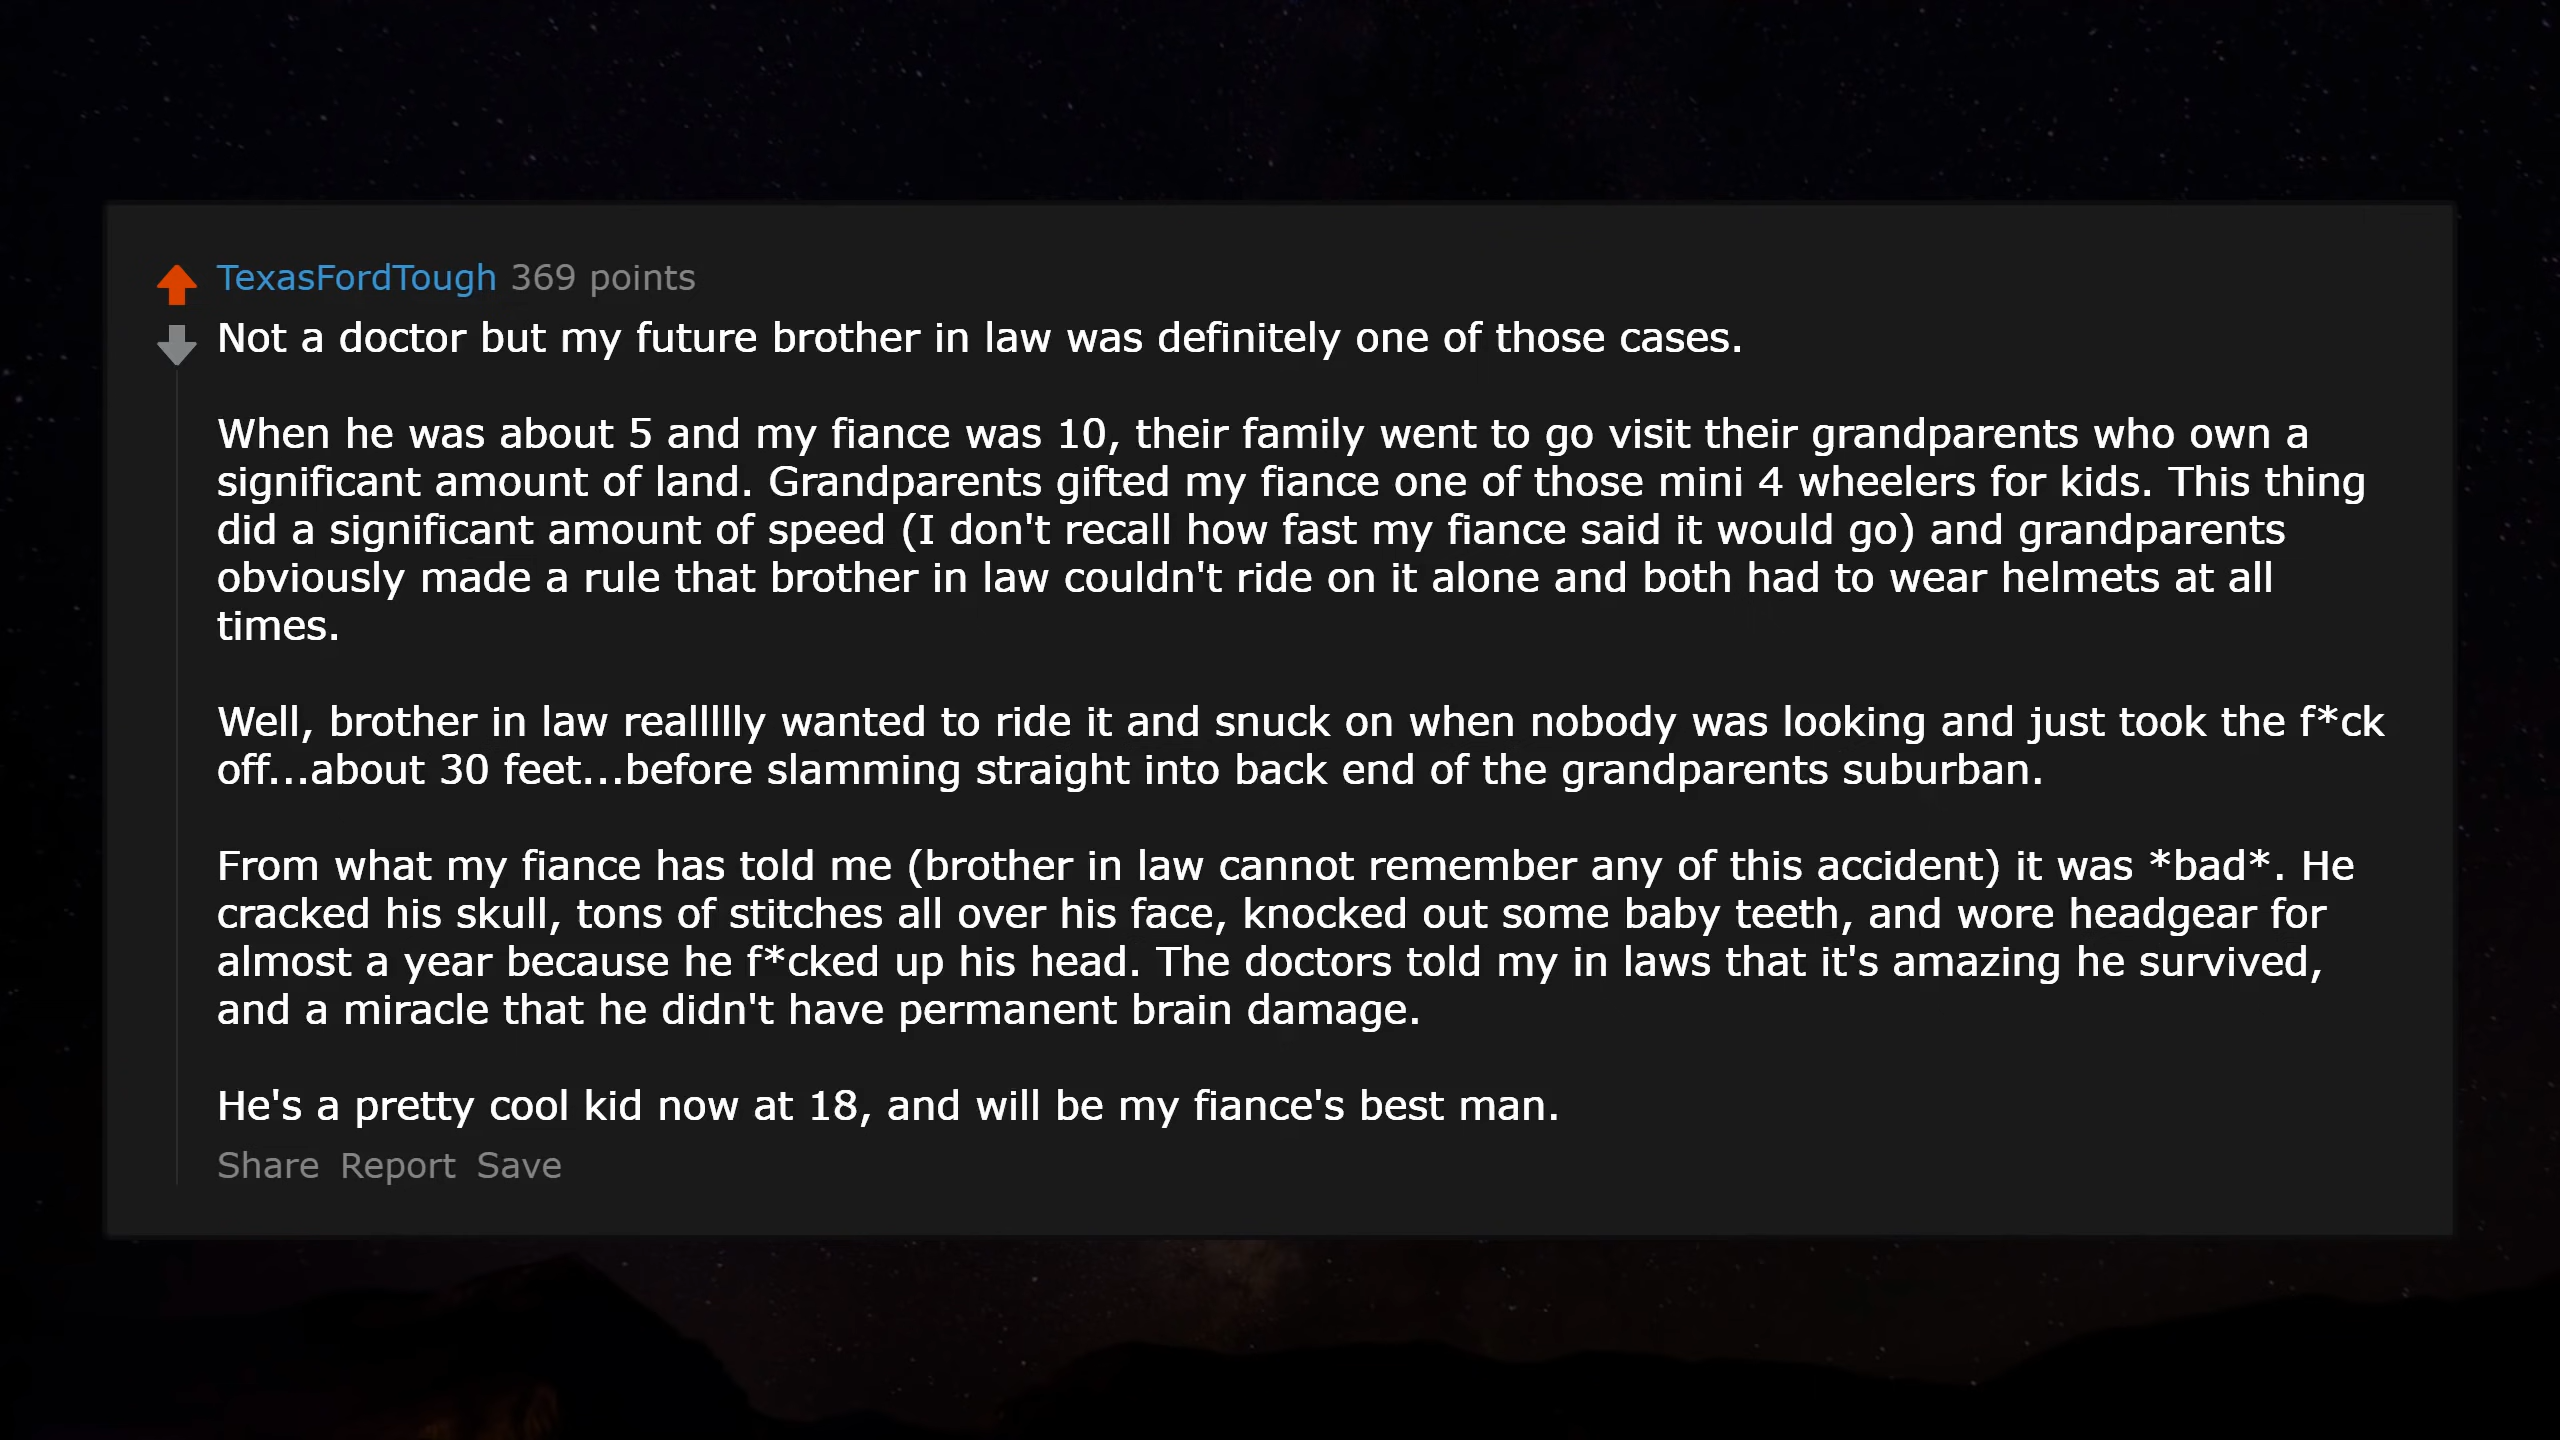 TexasFordTough 369 points
Not a doctor but my future brother in law was definitely one of those cases.
When he was about 5 and my fiance was 10, their family went to go visit their grandparents who own a
significant amount of land. Grandparents gifted my fiance one of those mini 4 wheelers for kids. This thing
did a significant amount of speed (I don't recall how fast my fiance said it would go) and grandparents
obviously made a rule that brother in law couldn't ride on it alone and both had to wear helmets at all
times.
Well, brother in law reallllly wanted to ride it and snuck on when nobody was looking and just took the f*ck
off...about 30 feet...before slamming straight into back end of the grandparents suburban.
From what my fiance has told me (brother in law cannot remember any of this accident) it was *bad*. He
cracked his skull, tons of stitches all over his face, knocked out some baby teeth, and wore headgear for
almost a year because he f*cked up his head. The doctors told my in laws that it's amazing he survived,
and a miracle that he didn't have permanent brain damage.
He's a pretty cool kid now at 18, and will be my fiance's best man.
Share Report Save